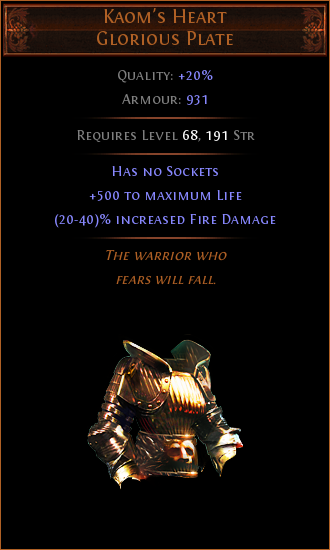 Kaom's Heart
Glorious Plate
Quality: +20%
Armour: 931
Requires Level 68, 191 Str
Has no Sockets
+500 to maximum Life
(20-40)% increased Fire Damage
The warrior who
fears will fall.